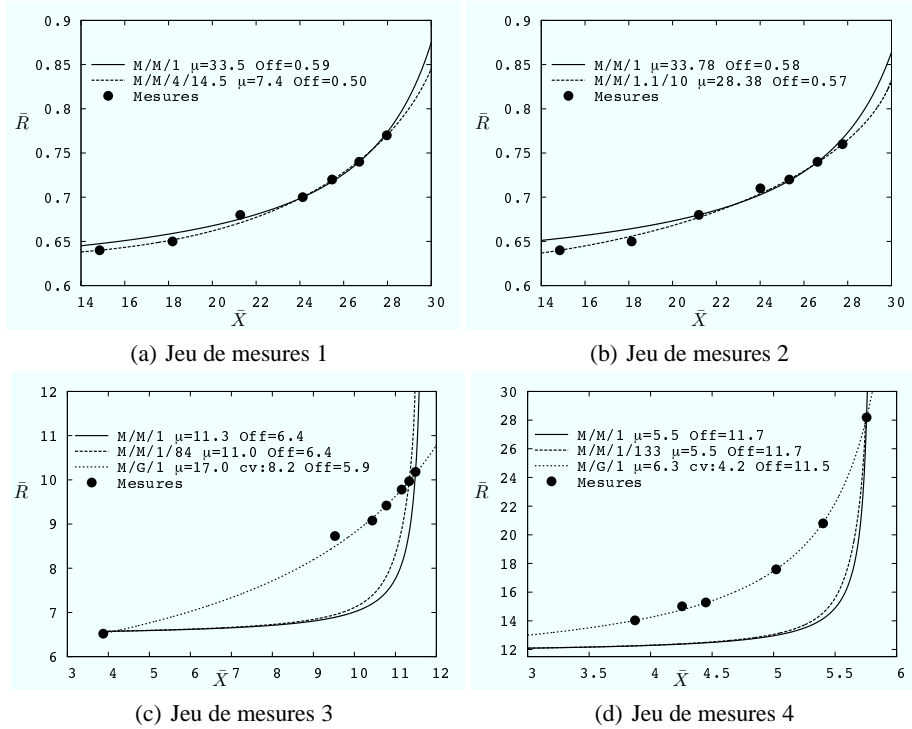 0.9
0.85
0.8
0.75
0.7
0.65
0.6
R̄
M/M/1 μ=33.5 Off=0.59
M/M/4/14.5 μ=7.4 Off=0.50
Mesures
14 16 18 20 22 24 26 28 30
X̄
(a) Jeu de mesures 1
0.9
0.85
0.8
0.75
0.7
0.65
0.6
R̄
M/M/1 μ=33.78 Off=0.58
M/M/1.1/10 μ=28.38 Off=0.57
Mesures
14 16 18 20 22 24 26 28 30
X̄
(b) Jeu de mesures 2
12
11
10
9
8
7
6
R̄
M/M/1 μ=11.3 Off=6.4
M/M/1/84 μ=11.0 Off=6.4
M/G/1 μ=17.0 cv:8.2 Off=5.9
Mesures
3 4 5 6 7 8 9 10 11 12
X̄
(c) Jeu de mesures 3
30
28
26
24
22
20
18
16
14
12
R̄
M/M/1 μ=5.5 Off=11.7
M/M/1/133 μ=5.5 Off=11.7
M/G/1 μ=6.3 cv:4.2 Off=11.5
Mesures
3 3.5 4 4.5 5 5.5 6
X̄
(d) Jeu de mesures 4